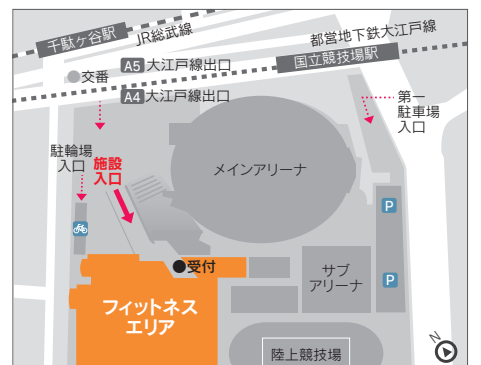 千駄ヶ谷駅
JR総武線
都営地下鉄大江戸線
国立競技場駅
交番
A5 大江戸線出口
A4 大江戸線出口
第一
駐車場
入口
駐輪場
入口
施設
入口
メインアリーナ
P
受付
サブ
アリーナ
P
フィットネス
エリア
陸上競技場
N